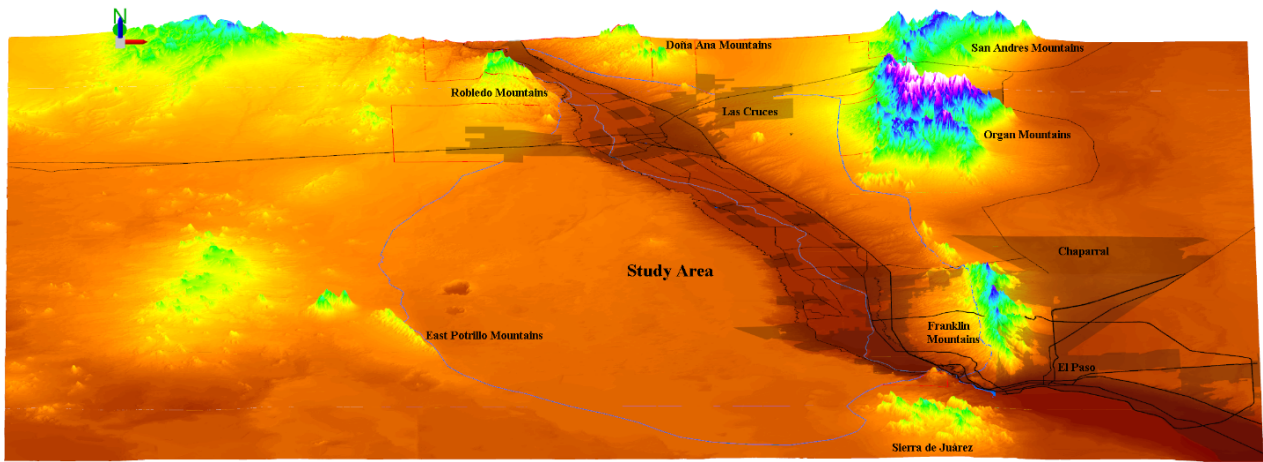 N
Doña Ana Mountains
San Andres Mountains
Robledo Mountains
Las Cruces
Organ Mountains
Chaparral
Study Area
East Potrillo Mountains
Franklin
Mountains
El Paso
Sierra de Juárez